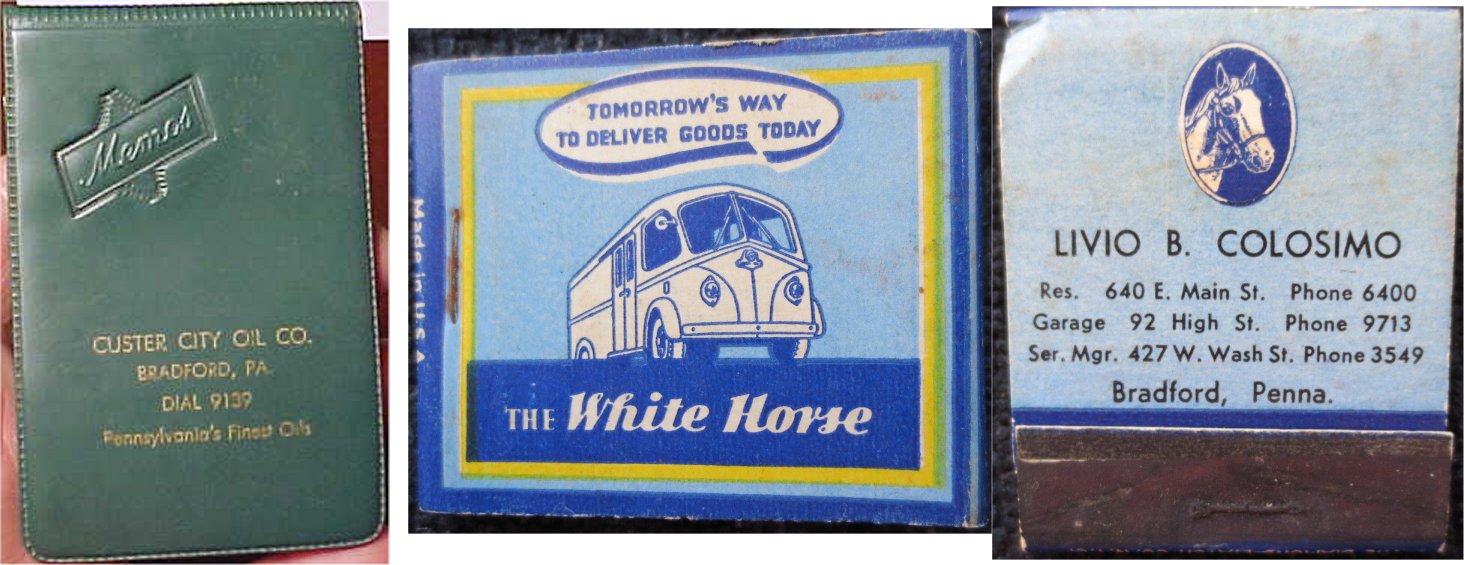 Memos
CUSTER CITY OIL CO.
BRADFORD, PA.
DIAL 9139
Pennsylvania's Finest Oils
TOMORROW'S WAY
TO DELIVER GOODS TODAY
Made in U.S.A.
THE White Horse
LIVIO B. COLOSIMO
Res. 640 E. Main St. Phone 6400
Garage 92 High St. Phone 9713
Ser. Mgr. 427 W. Wash St. Phone 3549
Bradford, Penna.